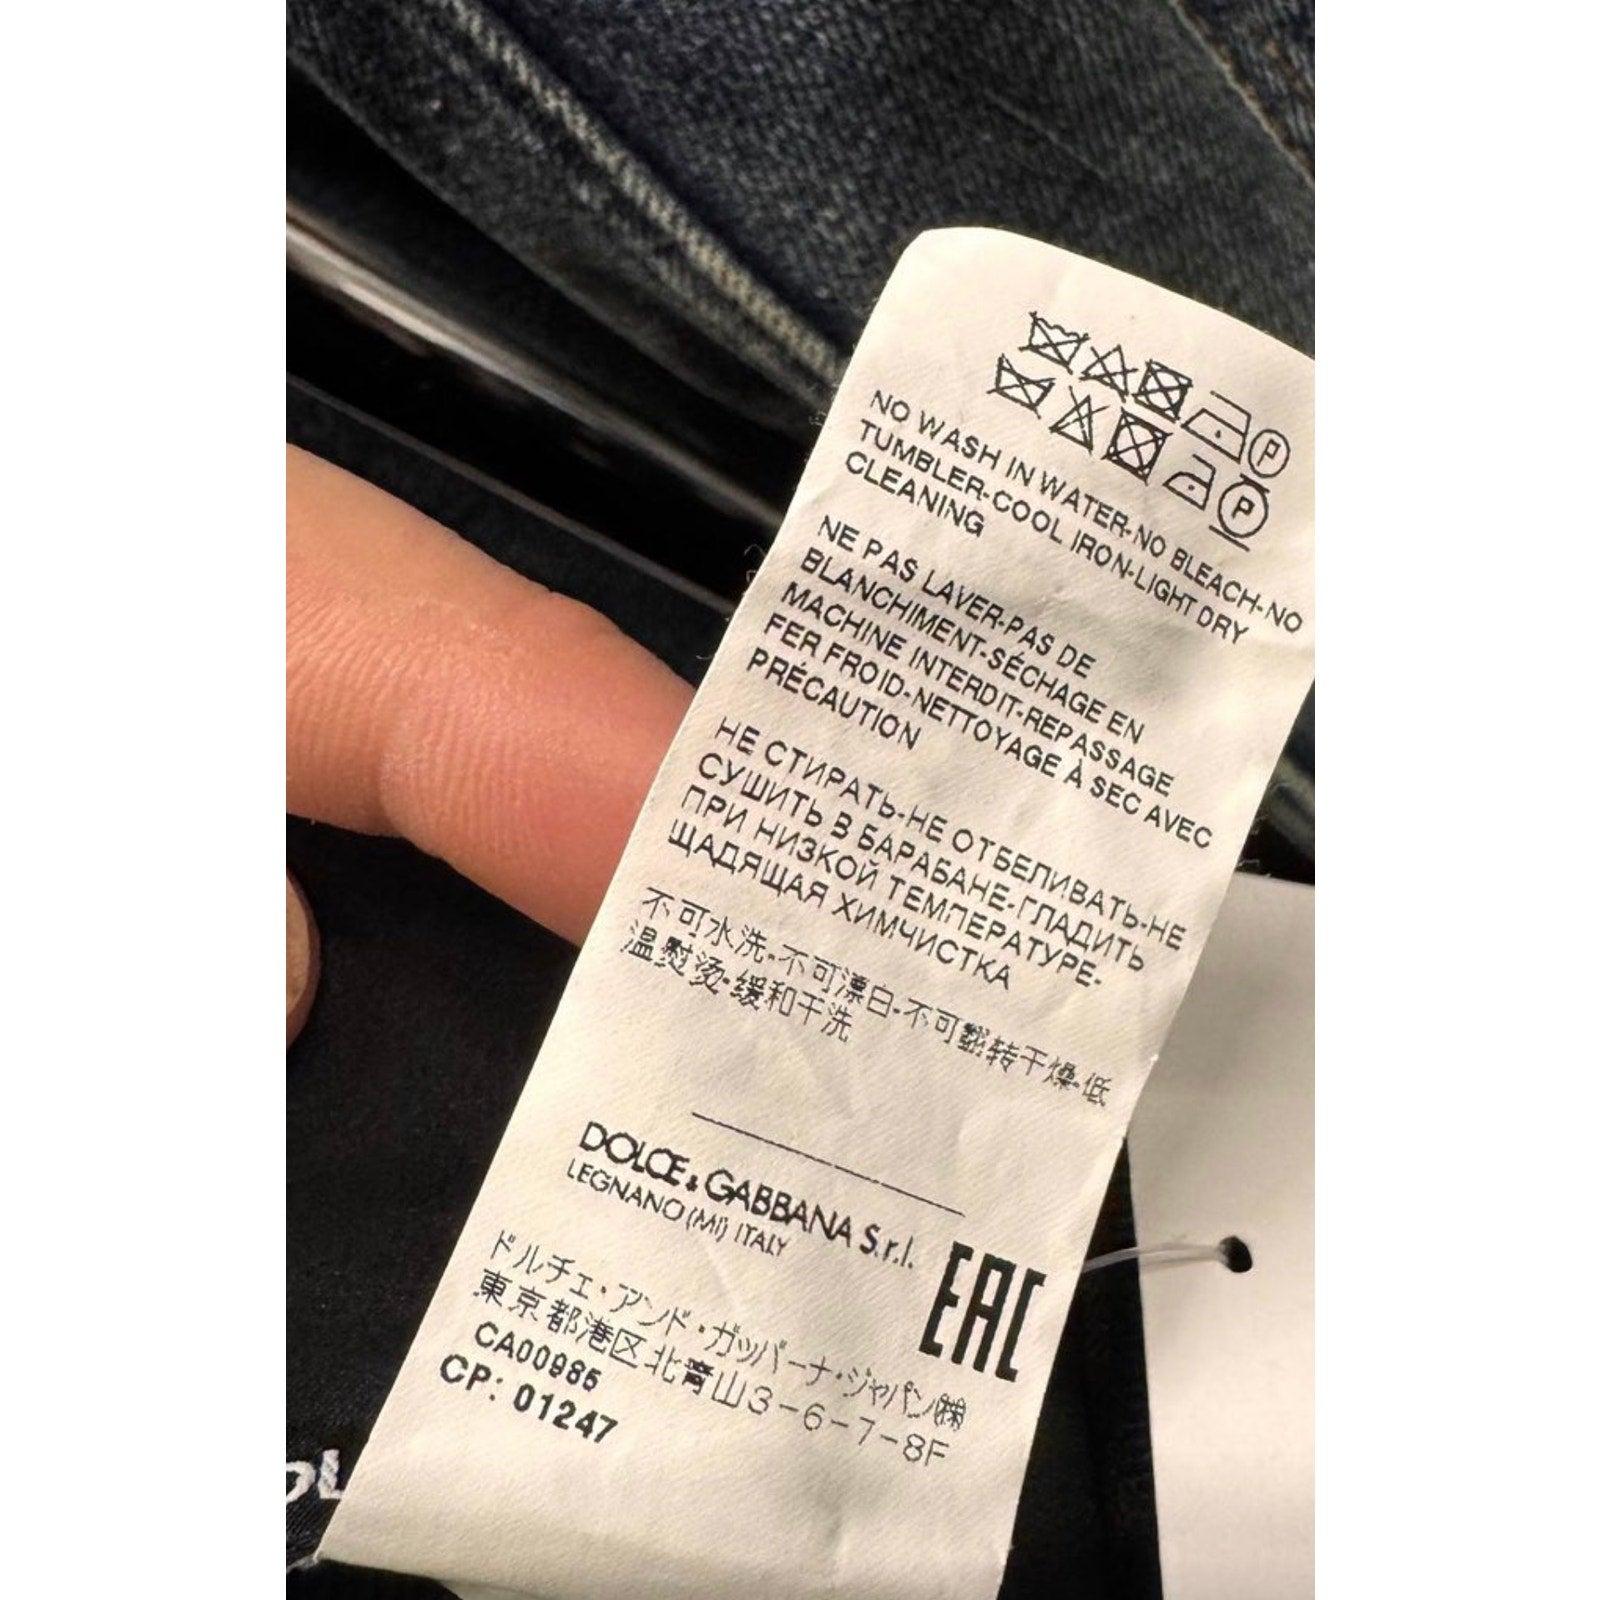 P
P
NO WASH IN WATER-NO BLEACH-NO
TUMBLER-COOL IRON-LIGHT DRY
CLEANING
NE PAS LAVER-PAS DE
BLANCHIMENT-SÉCHAGE EN
MACHINE INTERDIT-REPASSAGE
FER FROID-NETTOYAGE À SEC AVEC
PRÉCAUTION
НЕ СТИРАТЬ-НЕ ОТБЕЛИВАТЬ-НЕ
СУШИТЬ В БАРАБАНЕ-ГЛАДИТЬ
ПРИ НИЗКОЙ ТЕМПЕРАТУРЕ-
ЩАДЯЩАЯ ХИМЧИСТКА
不可水洗-不可漂白-不可翻转干燥-低
温熨烫-缓和干洗
DOLCE & GABBANA S.r.l.
LEGNANO (MI) ITALY
EAC
ドルチェ・アンド・ガッバーナ・ジャパン㈱
東京都港区北青山3-6-7-8F
CA00985
CP: 01247